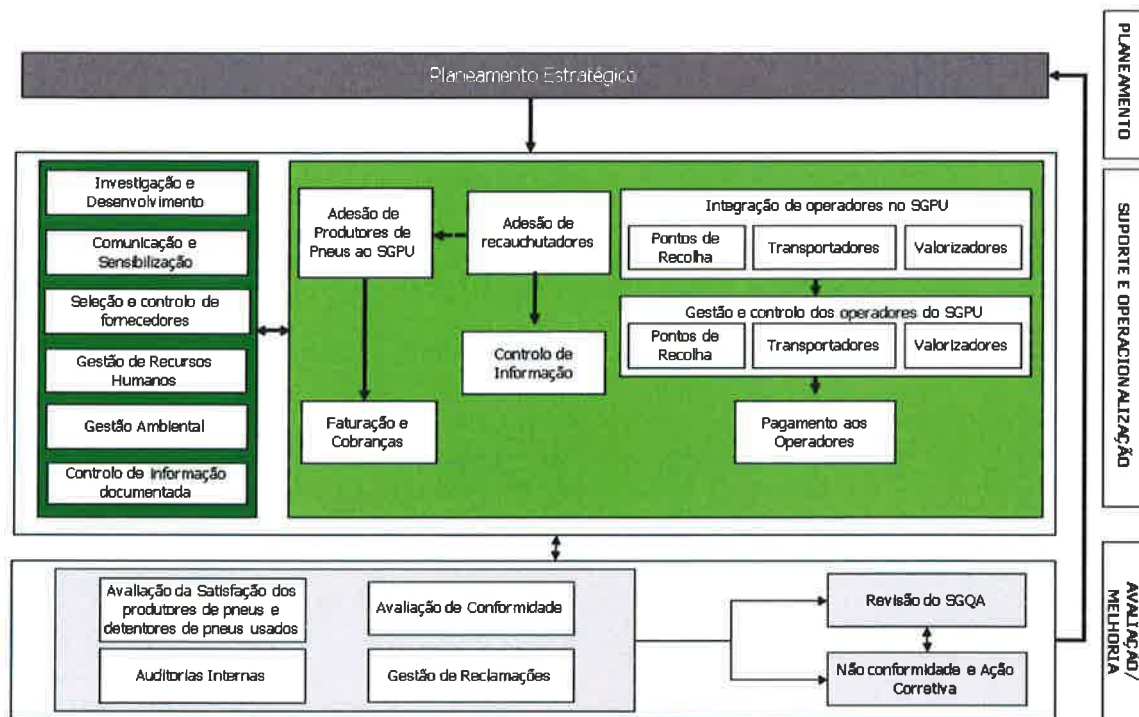 Planeamento Estratégico
PLANEAMENTO
Investigação e
Desenvolvimento
Comunicação e
Sensibilização
Seleção e controlo de
fornecedores
Gestão de Recursos
Humanos
Gestão Ambiental
Controlo de informação
documentada
Adesão de
Produtores de
Pneus ao SGPU
Faturação e
Cobranças
Adesão de
recauchutadores
Controlo de
Informação
Integração de operadores no SGPU
Pontos de
Recolha
Transportadores
Valorizadores
Gestão e controlo dos operadores do SGPU
Pontos de
Recolha
Transportadores
Valorizadores
Pagamento aos
Operadores
SUPORTE E OPERACIONALIZAÇÃO
Avaliação da Satisfação dos
produtores de pneus e
detentores de pneus usados
Avaliação de Conformidade
Auditorias Internas
Gestão de Reclamações
Revisão do SGQA
Não conformidade e Ação
Corretiva
AVALIAÇÃO/
MELHORIA